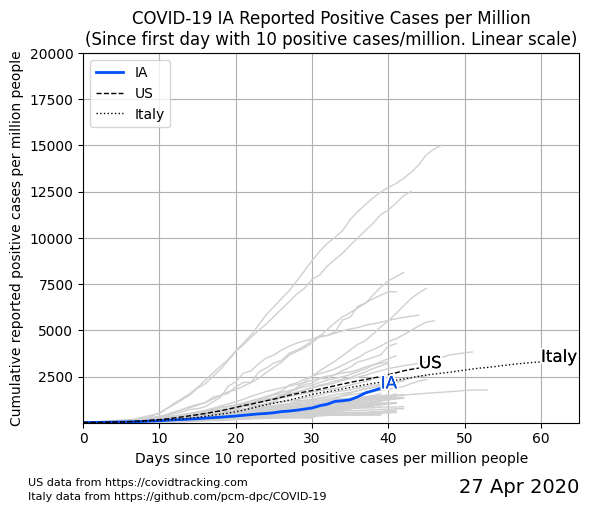 COVID-19 IA Reported Positive Cases per Million
(Since first day with 10 positive cases/million. Linear scale)
Cumulative reported positive cases per million people
20000
17500
15000
12500
10000
7500
5000
2500
IA
US
Italy
US
Italy
IA
0
10
20
30
40
50
60
Days since 10 reported positive cases per million people
US data from https://covidtracking.com
Italy data from https://github.com/pcm-dpc/COVID-19
27 Apr 2020